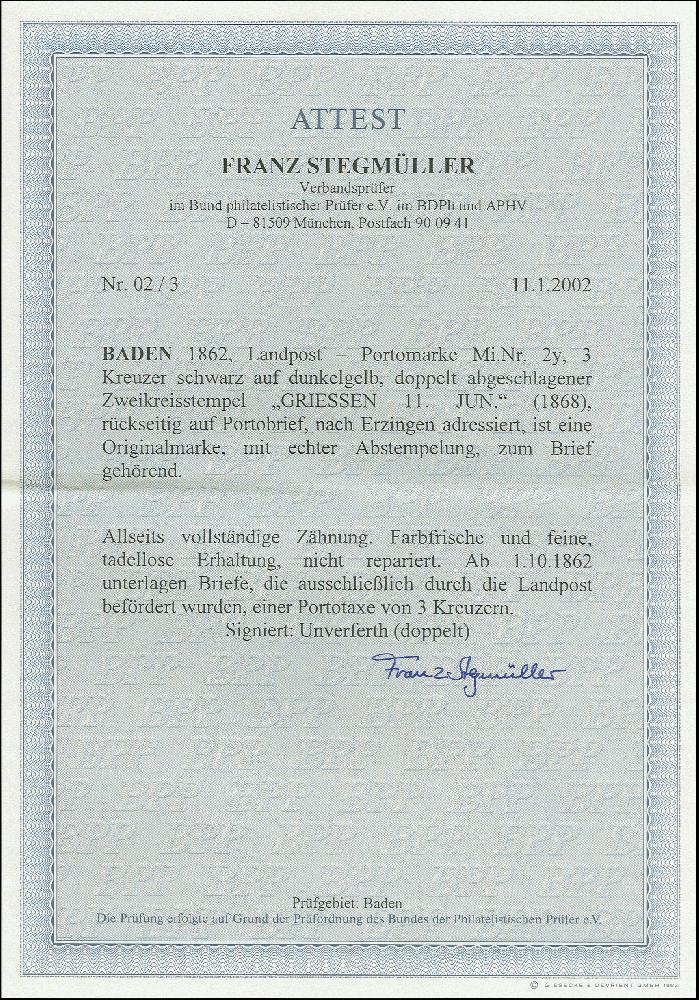 ATTEST
FRANZ STEGMÜLLER
Verbandsprüfer
im Bund philatelistischer Prüfer e.V. im BDPh und APHV
D – 81509 München, Postfach 90 09 41
Nr. 02 / 3 11.1.2002
BADEN 1862, Landpost – Portomarke Mi.Nr. 2y, 3
Kreuzer schwarz auf dunkelgelb, doppelt abgeschlagener
Zweikreisstempel „GRIESSEN 11. JUN.“ (1868),
rückseitig auf Portobrief, nach Erzingen adressiert, ist eine
Originalmarke, mit echter Abstempelung, zum Brief
gehörend.
Allseits vollständige Zähnung. Farbfrische und feine,
tadellose Erhaltung, nicht repariert. Ab 1.10.1862
unterlagen Briefe, die ausschließlich durch die Landpost
befördert wurden, einer Portotaxe von 3 Kreuzern.
Signiert: Unverferth (doppelt)
Franz Stegmüller
Prüfgebiet: Baden
Die Prüfung erfolgte auf Grund der Prüfordnung des Bundes der Philatelistischen Prüfer e.V.
© GIESECKE & DEVRIENT GMBH 1992